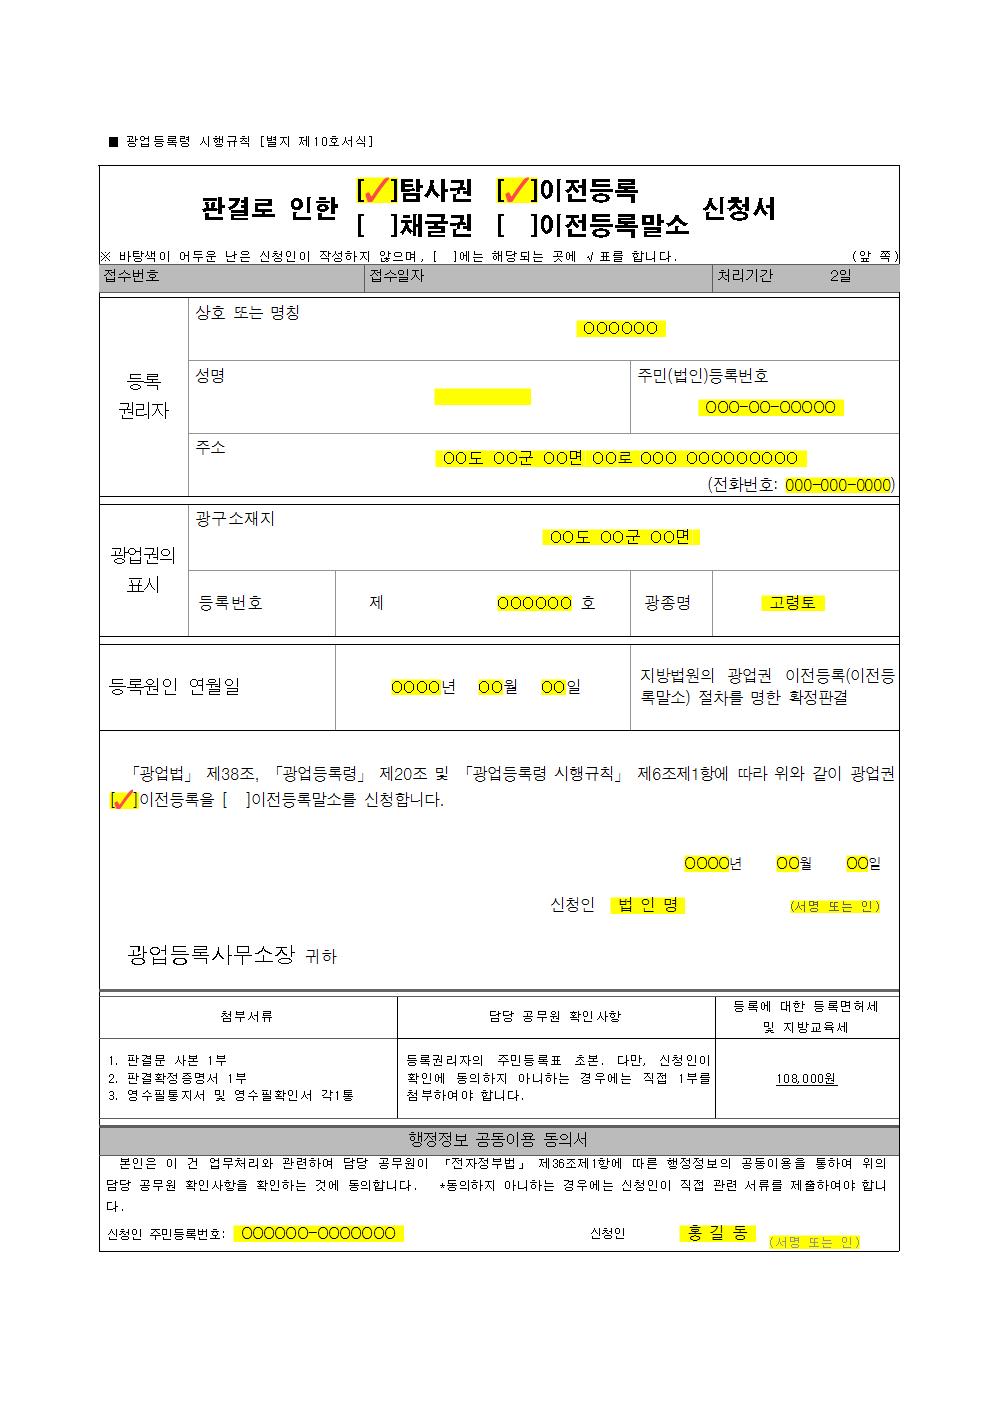 ■ 광업등록령 시행규칙 [별지 제10호서식]
판결로 인한 [✓]탐사권 [✓]이전등록 신청서
[ ]채굴권 [ ]이전등록말소
※ 바탕색이 어두운 난은 신청인이 작성하지 않으며, [ ]에는 해당되는 곳에 √ 표를 합니다. (앞 쪽)
접수번호 접수일자 처리기간 2일
등록
권리자
상호 또는 명칭
OOOOOO
성명
주민(법인)등록번호
OOO-OO-OOOOO
주소
OO도 OO군 OO면 OO로 OOO OOOOOOOOO
(전화번호: 000-000-0000)
광업권의
표시
광구소재지
OO도 OO군 OO면
등록번호 제 OOOOOO 호 광종명 고령토
등록원인 연월일 OOOO년 OO월 OO일
지방법원의 광업권 이전등록(이전등
록말소) 절차를 명한 확정판결
「광업법」 제38조, 「광업등록령」 제20조 및 「광업등록령 시행규칙」 제6조제1항에 따라 위와 같이 광업권
[✓]이전등록을 [ ]이전등록말소를 신청합니다.
OOOO년 OO월 OO일
신청인 법 인 명 (서명 또는 인)
광업등록사무소장 귀하
첨부서류
담당 공무원 확인사항
등록에 대한 등록면허세
및 지방교육세
1. 판결문 사본 1부
2. 판결확정증명서 1부
3. 영수필통지서 및 영수필확인서 각1통
등록권리자의 주민등록표 초본. 다만, 신청인이
확인에 동의하지 아니하는 경우에는 직접 1부를
첨부하여야 합니다.
108,000원
행정정보 공동이용 동의서
본인은 이 건 업무처리와 관련하여 담당 공무원이 「전자정부법」 제36조제1항에 따른 행정정보의 공동이용을 통하여 위의
담당 공무원 확인사항을 확인하는 것에 동의합니다. *동의하지 아니하는 경우에는 신청인이 직접 관련 서류를 제출하여야 합니
다.
신청인 주민등록번호: OOOOOO-OOOOOOO 신청인 홍 길 동 (서명 또는 인)